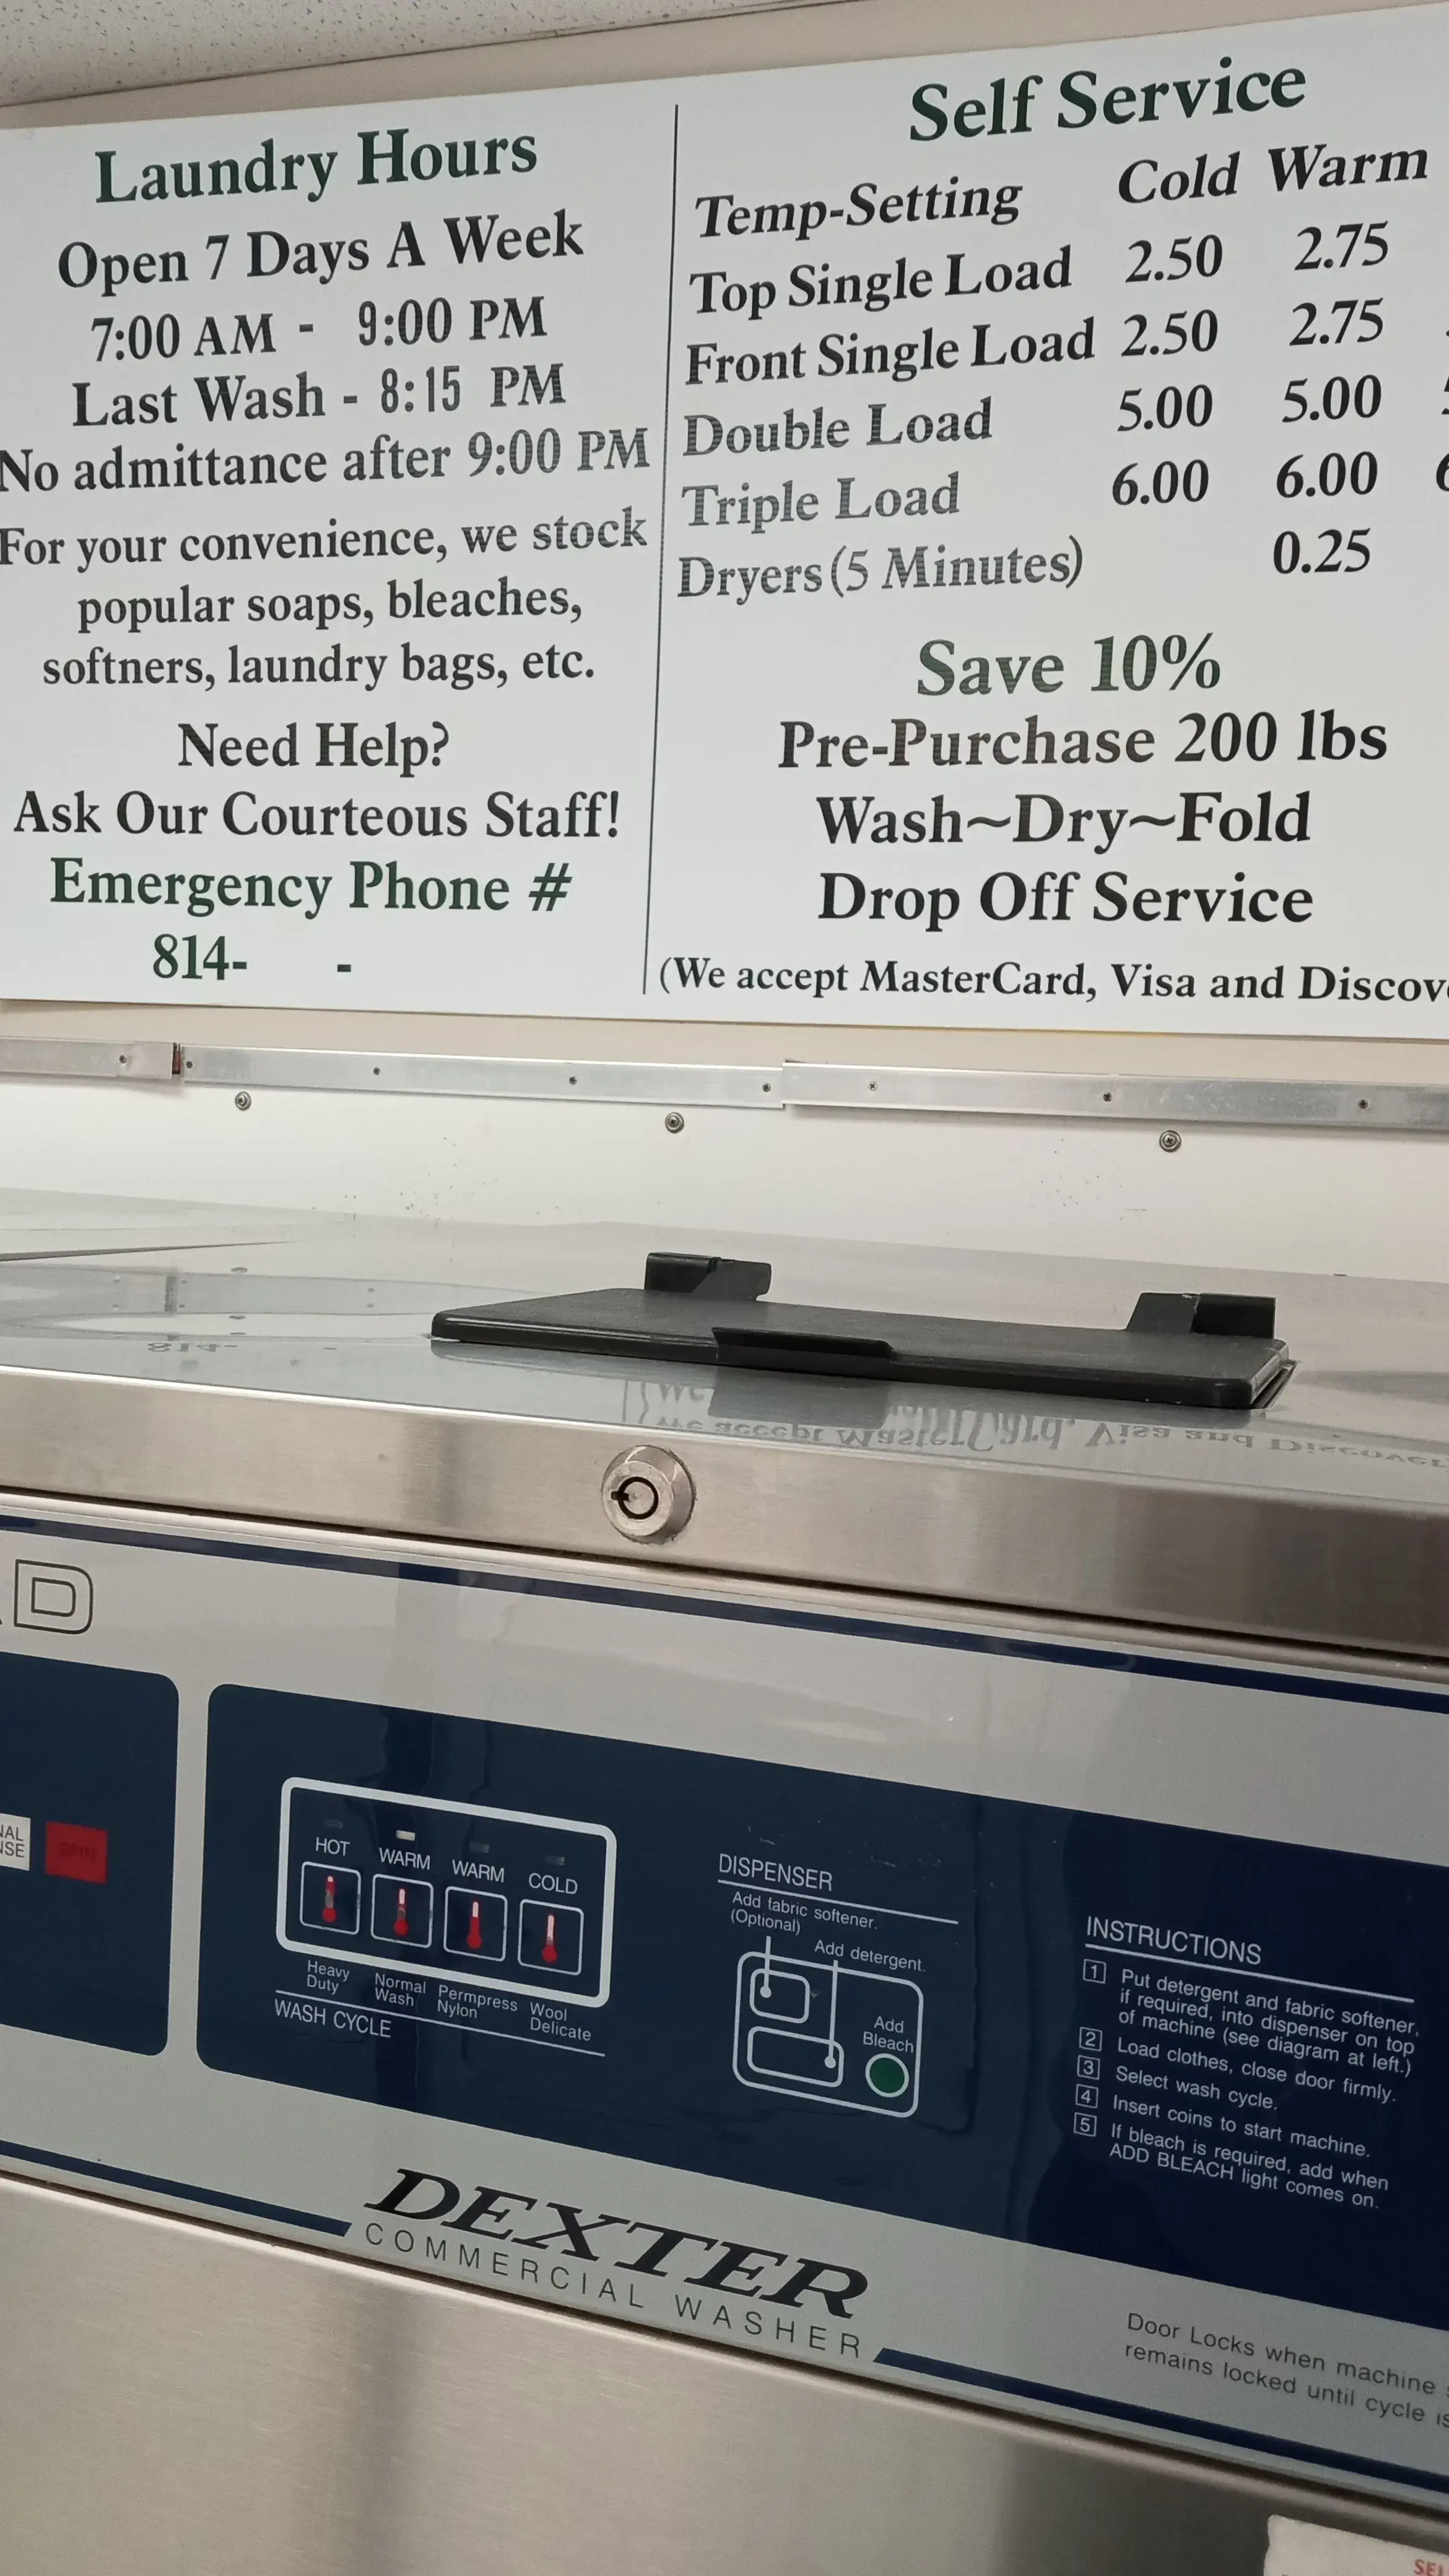 Laundry Hours
Open 7 Days A Week
7:00 AM - 9:00 PM
Last Wash - 8:15 PM
No admittance after 9:00 PM
For your convenience, we stock
popular soaps, bleaches,
softners, laundry bags, etc.
Need Help?
Ask Our Courteous Staff!
Emergency Phone #
814- -
Self Service
Temp-Setting Cold Warm
Top Single Load 2.50 2.75
Front Single Load 2.50 2.75
Double Load 5.00 5.00
Triple Load 6.00 6.00
Dryers (5 Minutes) 0.25
Save 10%
Pre-Purchase 200 lbs
Wash~Dry~Fold
Drop Off Service
(We accept MasterCard, Visa and Discov
D
SPIN
HOT WARM WARM COLD
Heavy Duty
Normal Wash
Permpress Nylon
Wool Delicate
WASH CYCLE
DISPENSER
Add fabric softener.
(Optional)
Add detergent.
Add
Bleach
INSTRUCTIONS
1 Put detergent and fabric softener,
if required, into dispenser on top
of machine (see diagram at left.)
2 Load clothes, close door firmly.
3 Select wash cycle.
4 Insert coins to start machine.
5 If bleach is required, add when
ADD BLEACH light comes on.
DEXTER
COMMERCIAL WASHER
Door Locks when machine
remains locked until cycle is